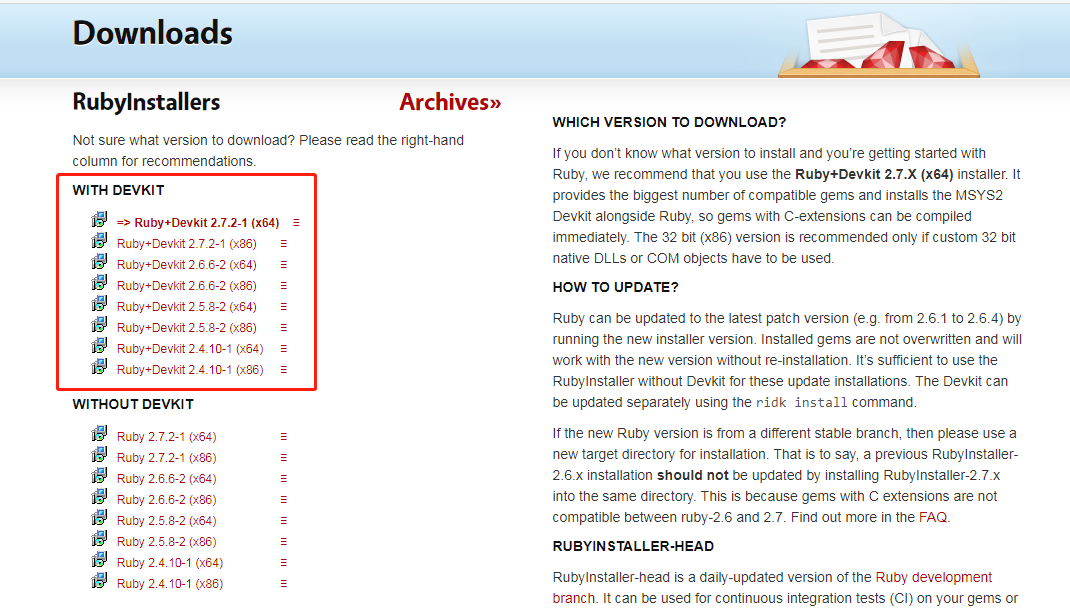 Downloads
RubyInstallers
Archives»
Not sure what version to download? Please read the right-hand
column for recommendations.
WITH DEVKIT
=> Ruby+Devkit 2.7.2-1 (x64)
Ruby+Devkit 2.7.2-1 (x86)
Ruby+Devkit 2.6.6-2 (x64)
Ruby+Devkit 2.6.6-2 (x86)
Ruby+Devkit 2.5.8-2 (x64)
Ruby+Devkit 2.5.8-2 (x86)
Ruby+Devkit 2.4.10-1 (x64)
Ruby+Devkit 2.4.10-1 (x86)
WITHOUT DEVKIT
Ruby 2.7.2-1 (x64)
Ruby 2.7.2-1 (x86)
Ruby 2.6.6-2 (x64)
Ruby 2.6.6-2 (x86)
Ruby 2.5.8-2 (x64)
Ruby 2.5.8-2 (x86)
Ruby 2.4.10-1 (x64)
Ruby 2.4.10-1 (x86)
WHICH VERSION TO DOWNLOAD?
If you don’t know what version to install and you’re getting started with
Ruby, we recommend that you use the Ruby+Devkit 2.7.X (x64) installer. It
provides the biggest number of compatible gems and installs the MSYS2
Devkit alongside Ruby, so gems with C-extensions can be compiled
immediately. The 32 bit (x86) version is recommended only if custom 32 bit
native DLLs or COM objects have to be used.
HOW TO UPDATE?
Ruby can be updated to the latest patch version (e.g. from 2.6.1 to 2.6.4) by
running the new installer version. Installed gems are not overwritten and will
work with the new version without re-installation. It’s sufficient to use the
RubyInstaller without Devkit for these update installations. The Devkit can
be updated separately using the ridk install command.
If the new Ruby version is from a different stable branch, then please use a
new target directory for installation. That is to say, a previous RubyInstaller-
2.6.x installation should not be updated by installing RubyInstaller-2.7.x
into the same directory. This is because gems with C extensions are not
compatible between ruby-2.6 and 2.7. Find out more in the FAQ.
RUBYINSTALLER-HEAD
RubyInstaller-head is a daily-updated version of the Ruby development
branch. It can be used for continuous integration tests (CI) on your gems or